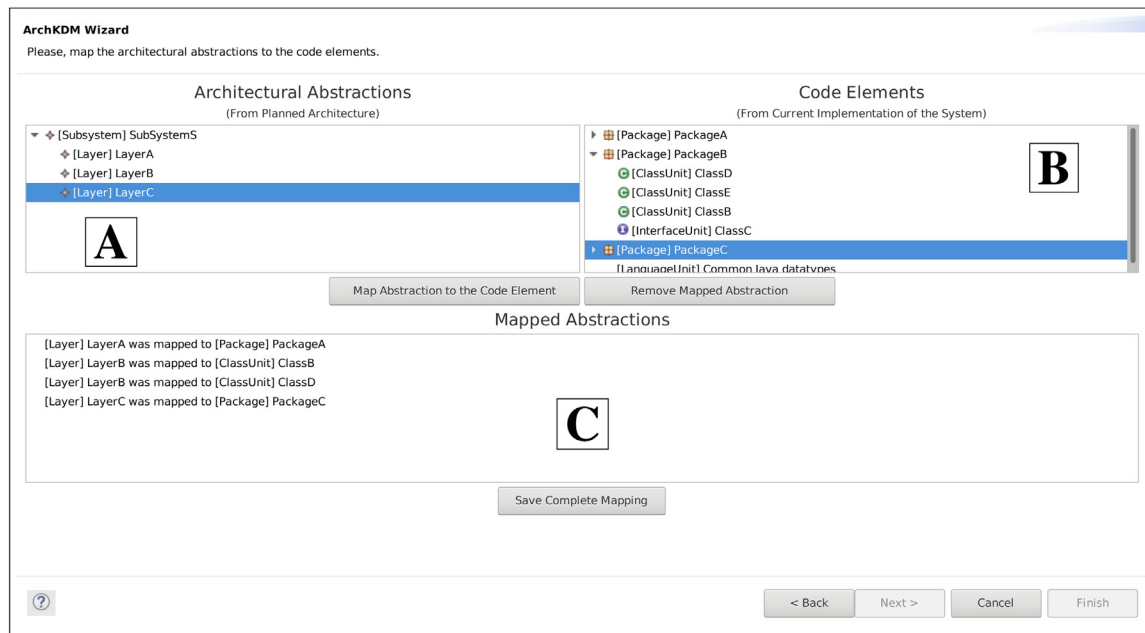 ArchKDM Wizard
Please, map the architectural abstractions to the code elements.
Architectural Abstractions
(From Planned Architecture)
[Subsystem] SubSystemS
[Layer] LayerA
[Layer] LayerB
[Layer] LayerC
A
Code Elements
(From Current Implementation of the System)
[Package] PackageA
[Package] PackageB
[ClassUnit] ClassD
[ClassUnit] ClassE
[ClassUnit] ClassB
[InterfaceUnit] ClassC
[Package] PackageC
[LanguageUnit] Common Java datatypes
B
Map Abstraction to the Code Element
Remove Mapped Abstraction
Mapped Abstractions
[Layer] LayerA was mapped to [Package] PackageA
[Layer] LayerB was mapped to [ClassUnit] ClassB
[Layer] LayerB was mapped to [ClassUnit] ClassD
[Layer] LayerC was mapped to [Package] PackageC
C
Save Complete Mapping
?
< Back
Next >
Cancel
Finish